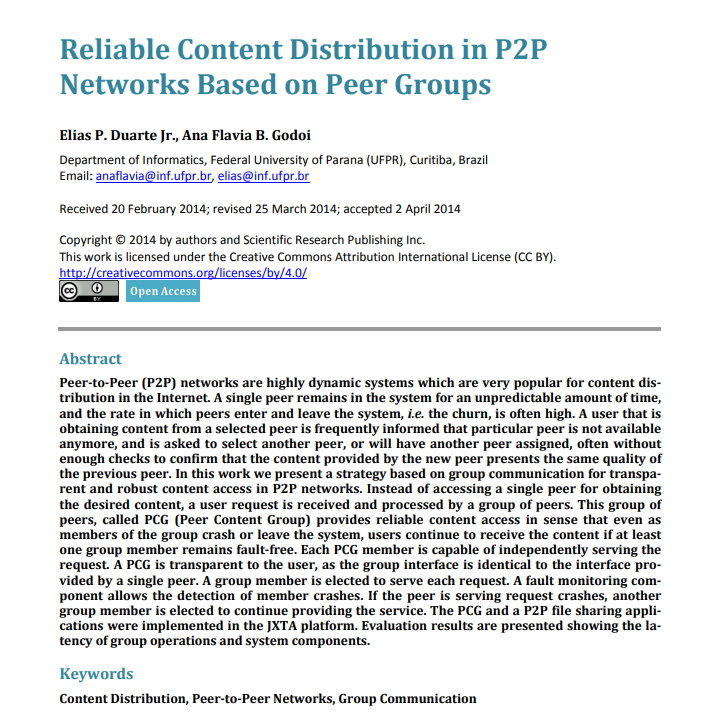 Reliable Content Distribution in P2P
Networks Based on Peer Groups
Elias P. Duarte Jr., Ana Flavia B. Godoi
Department of Informatics, Federal University of Parana (UFPR), Curitiba, Brazil
Email: anaflavia@inf.ufpr.br, elias@inf.ufpr.br
Received 20 February 2014; revised 25 March 2014; accepted 2 April 2014
Copyright © 2014 by authors and Scientific Research Publishing Inc.
This work is licensed under the Creative Commons Attribution International License (CC BY).
http://creativecommons.org/licenses/by/4.0/
cc BY Open Access
Abstract
Peer-to-Peer (P2P) networks are highly dynamic systems which are very popular for content dis-
tribution in the Internet. A single peer remains in the system for an unpredictable amount of time,
and the rate in which peers enter and leave the system, i.e. the churn, is often high. A user that is
obtaining content from a selected peer is frequently informed that particular peer is not available
anymore, and is asked to select another peer, or will have another peer assigned, often without
enough checks to confirm that the content provided by the new peer presents the same quality of
the previous peer. In this work we present a strategy based on group communication for transpa-
rent and robust content access in P2P networks. Instead of accessing a single peer for obtaining
the desired content, a user request is received and processed by a group of peers. This group of
peers, called PCG (Peer Content Group) provides reliable content access in sense that even as
members of the group crash or leave the system, users continue to receive the content if at least
one group member remains fault-free. Each PCG member is capable of independently serving the
request. A PCG is transparent to the user, as the group interface is identical to the interface pro-
vided by a single peer. A group member is elected to serve each request. A fault monitoring com-
ponent allows the detection of member crashes. If the peer is serving request crashes, another
group member is elected to continue providing the service. The PCG and a P2P file sharing appli-
cations were implemented in the JXTA platform. Evaluation results are presented showing the la-
tency of group operations and system components.
Keywords
Content Distribution, Peer-to-Peer Networks, Group Communication